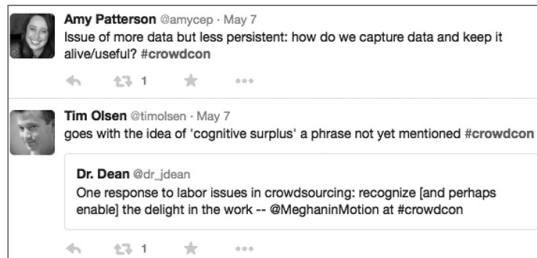 Amy Patterson @amycep · May 7
Issue of more data but less persistent: how do we capture data and keep it
alive/useful? #crowdcon
1
Tim Olsen @timolsen · May 7
goes with the idea of 'cognitive surplus' a phrase not yet mentioned #crowdcon
Dr. Dean @dr_jdean
One response to labor issues in crowdsourcing: recognize [and perhaps
enable] the delight in the work -- @MeghaninMotion at #crowdcon
1